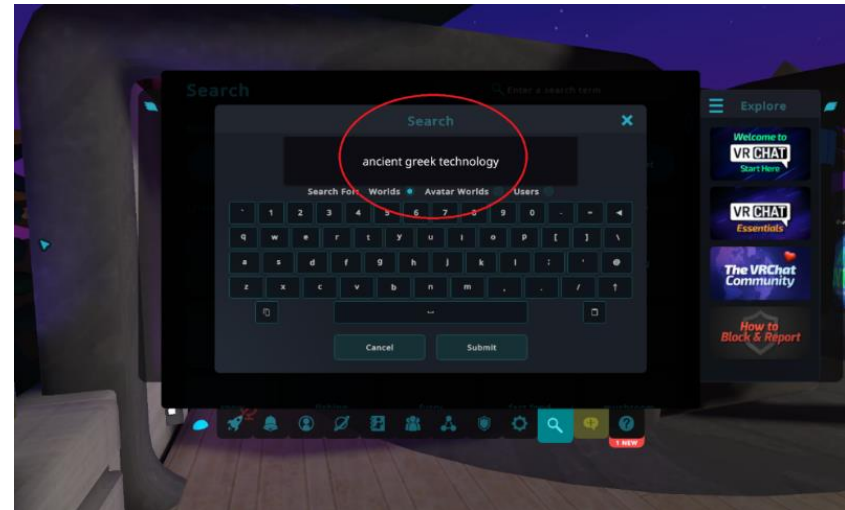 Search
Enter a search term
Search
ancient greek technology
Search For: Worlds Avatar Worlds Users
` 1 2 3 4 5 6 7 8 9 0 - =
q w e r t y u i o p [ ] \
a s d f g h j k l ; ' @
z x c v b n m , . /
Cancel
Submit
Explore
Welcome to
VRCHAT
Start Here
VRCHAT
Essentials
The VRChat
Community
How to
Block & Report
1 NEW